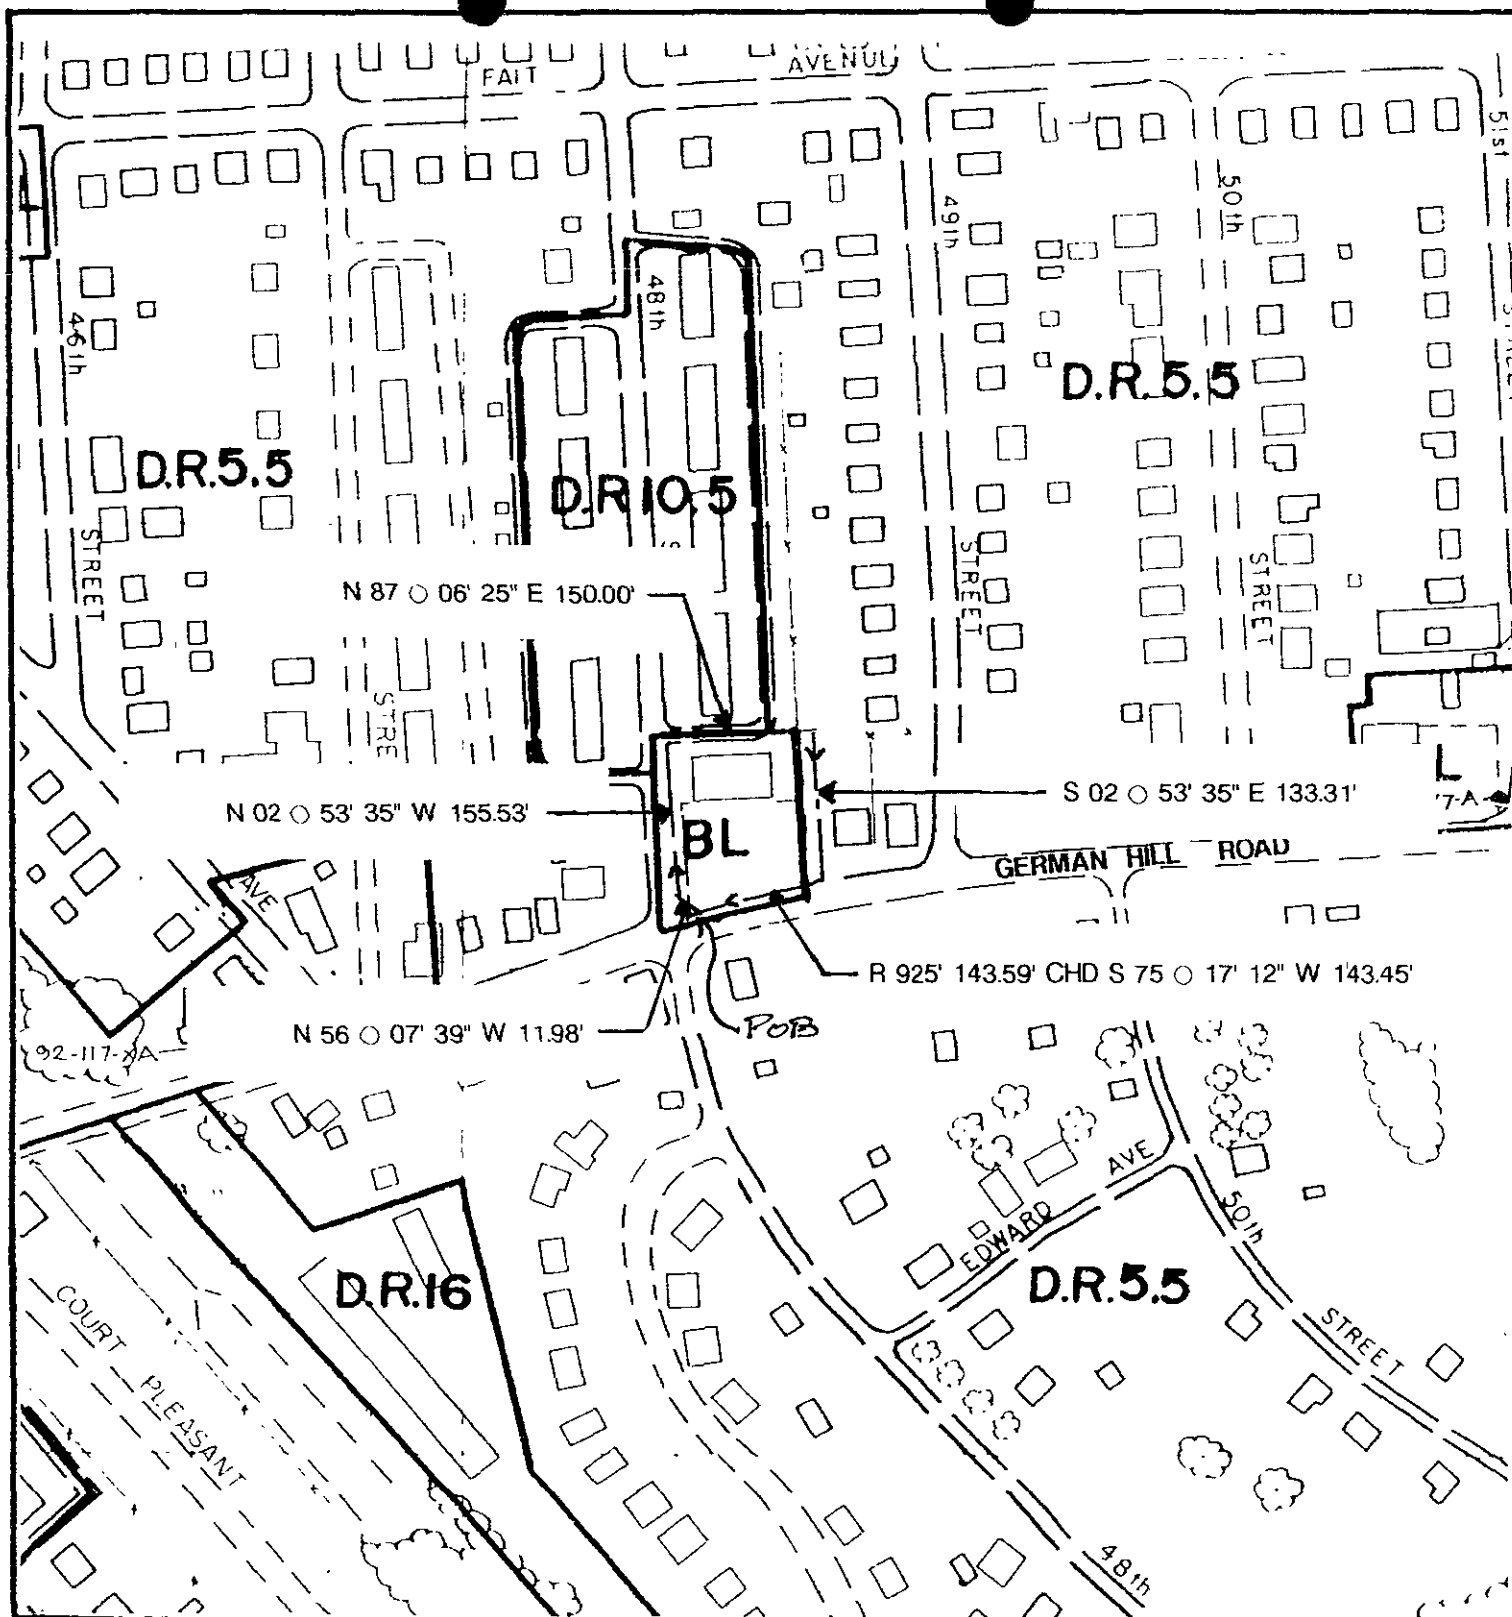 FAIT
AVENUE
51st
50th
49th
48th
46th
D.R.5.5
D.R.5.5
D.R.10.5
STREET
STREET
STREET
N 87 ○ 06' 25" E 150.00'
STRE
N 02 ○ 53' 35" W 155.53'
S 02 ○ 53' 35" E 133.31'
L
7-A-
BL
GERMAN HILL ROAD
AVE
R 925' 143.59' CHD S 75 ○ 17' 12" W 143.45'
N 56 ○ 07' 39" W 11.98'
POB
92-117-XA
AVE
EDWARD
50th
D.R.16
D.R.5.5
COURT
PLEASANT
STREET
48th